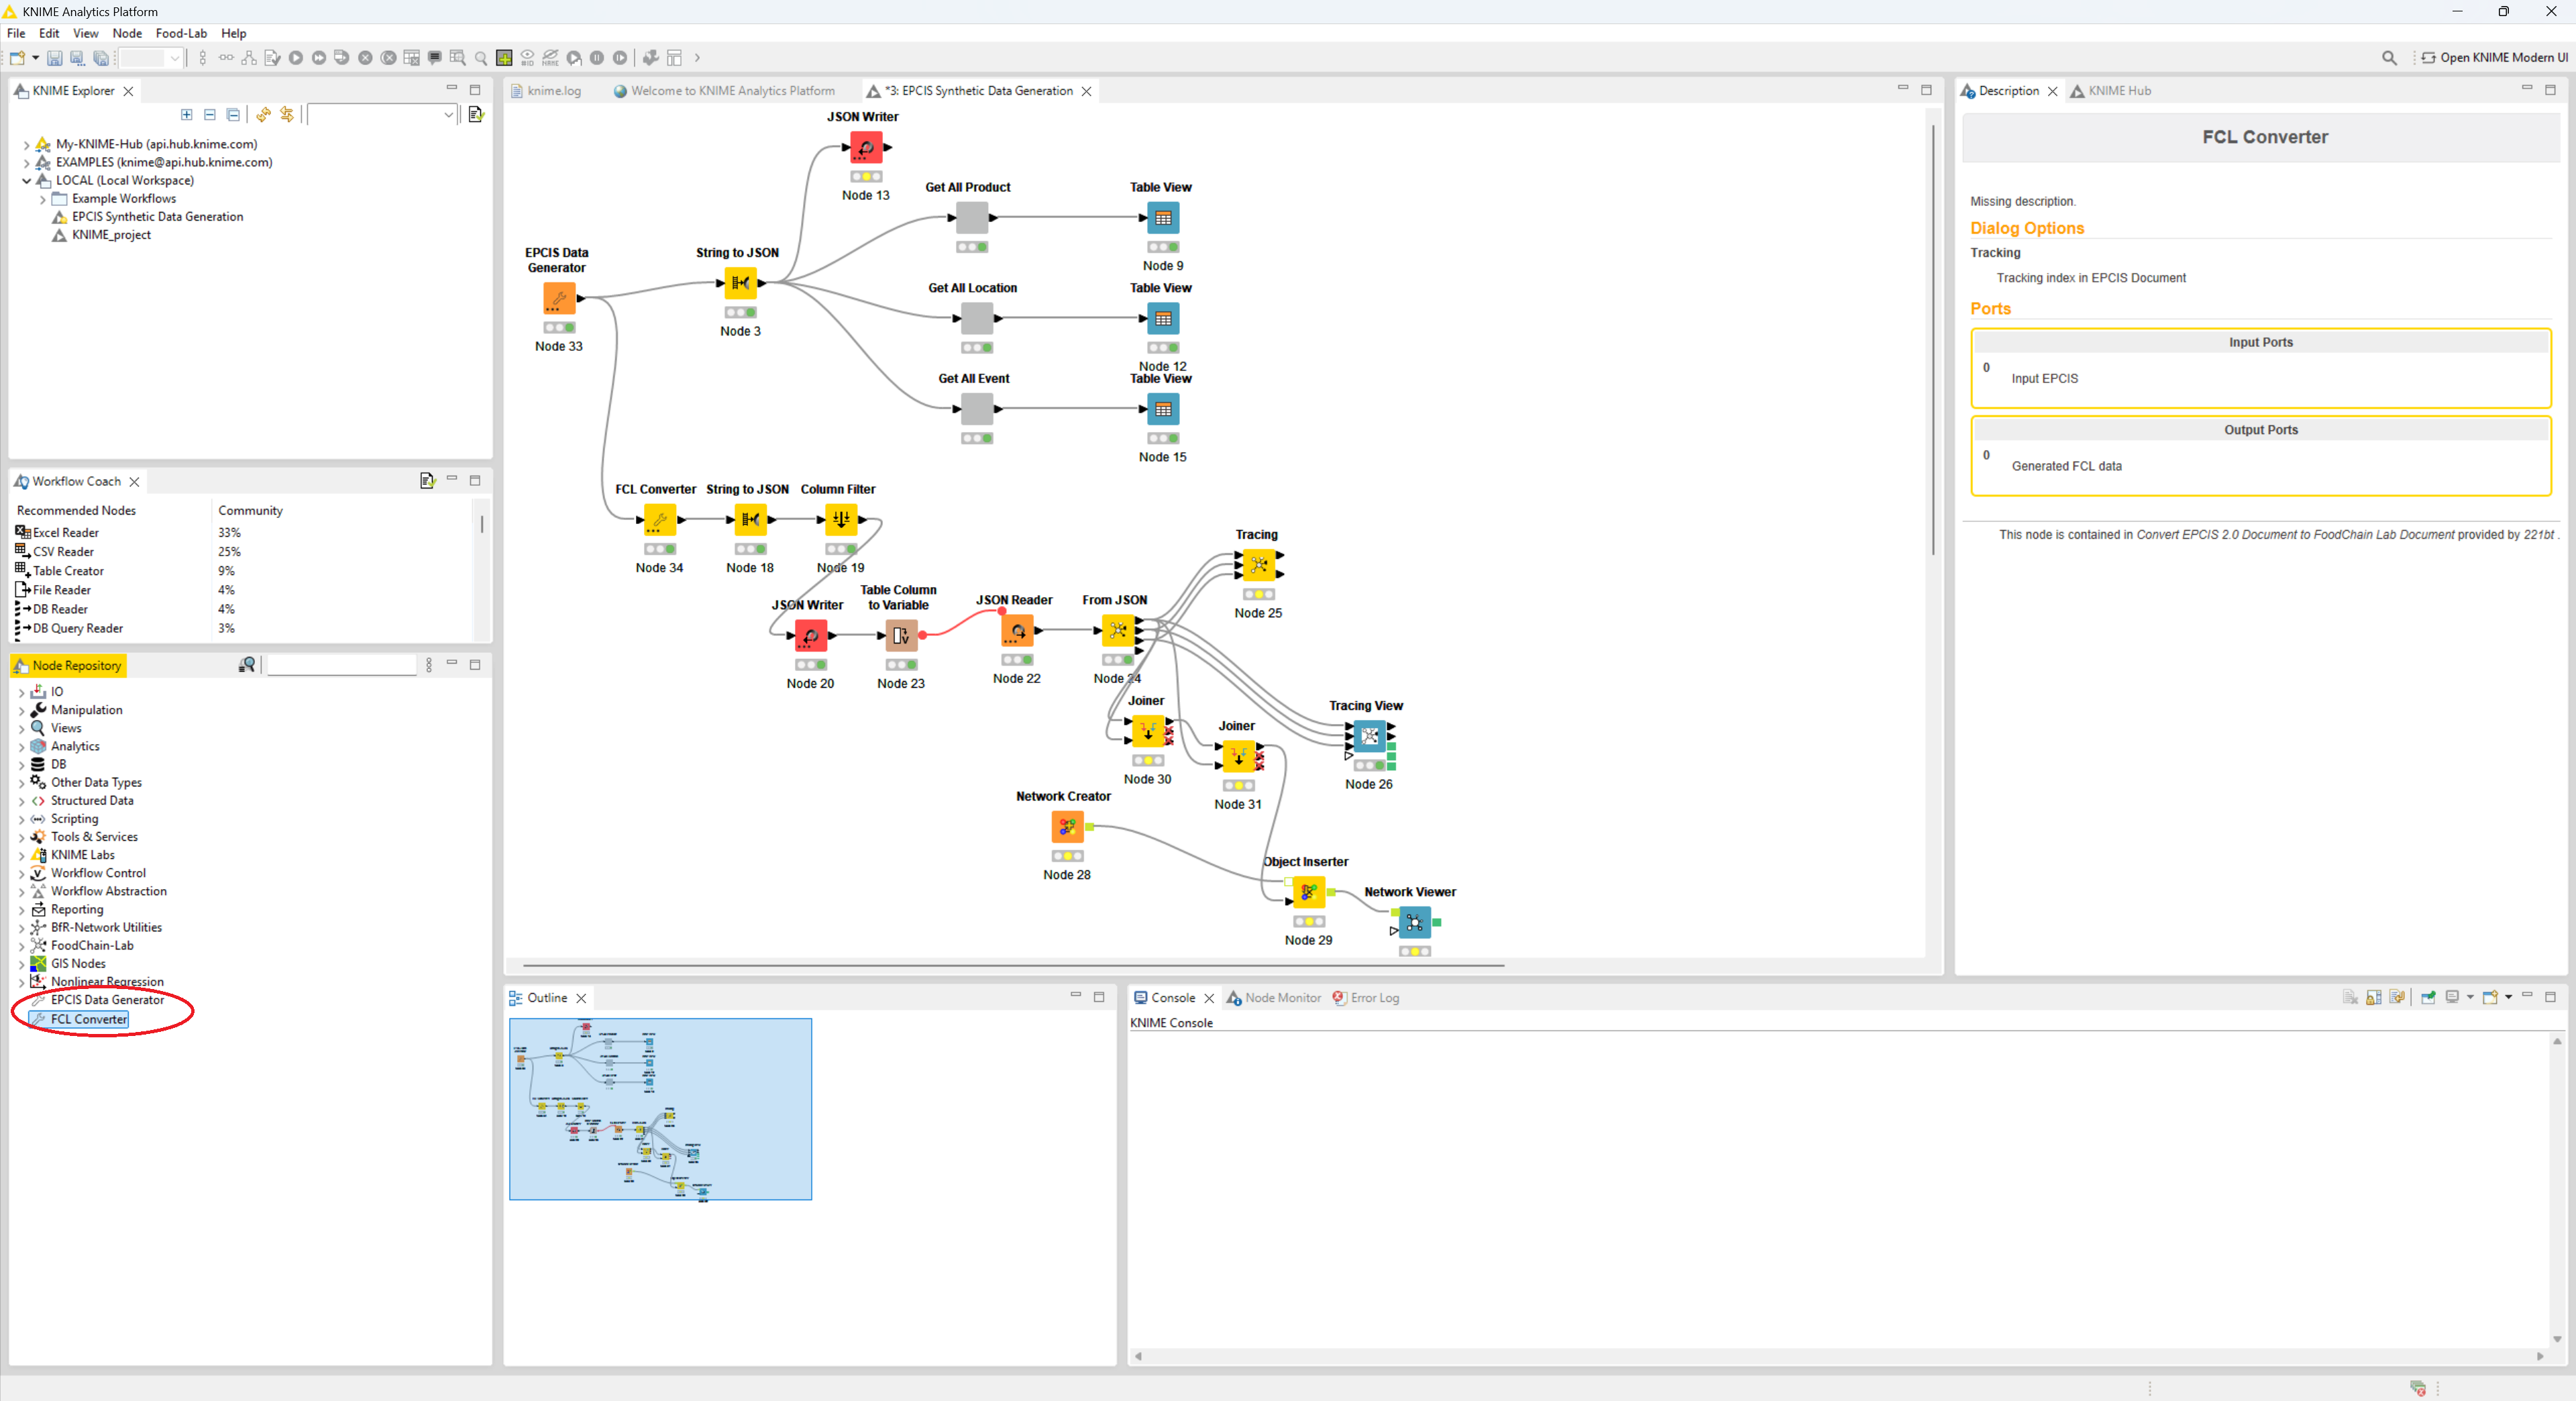 KNIME Analytics Platform
File Edit View Node Food-Lab Help
Open KNIME Modern UI
KNIME Explorer
My-KNIME-Hub (api.hub.knime.com)
EXAMPLES (knime@api.hub.knime.com)
LOCAL (Local Workspace)
Example Workflows
EPCIS Synthetic Data Generation
KNIME_project
Workflow Coach
Recommended Nodes Community
Excel Reader 33%
CSV Reader 25%
Table Creator 9%
File Reader 4%
DB Reader 4%
DB Query Reader 3%
Node Repository
IO
Manipulation
Views
Analytics
DB
Other Data Types
Structured Data
Scripting
Tools & Services
KNIME Labs
Workflow Control
Workflow Abstraction
Reporting
BfR-Network Utilities
FoodChain-Lab
GIS Nodes
Nonlinear Regression
EPCIS Data Generator
FCL Converter
knime.log Welcome to KNIME Analytics Platform *3: EPCIS Synthetic Data Generation
JSON Writer
Node 13
Get All Product Table View
Node 9
EPCIS Data
Generator
Node 33
String to JSON
Node 3
Get All Location Table View
Node 12
Get All Event Table View
Node 15
FCL Converter String to JSON Column Filter
Node 34 Node 18 Node 19
Tracing
Node 25
JSON Writer
Node 20
Table Column
to Variable
Node 23
JSON Reader
Node 22
From JSON
Node 24
Joiner
Node 30
Joiner
Node 31
Tracing View
Node 26
Network Creator
Node 28
Object Inserter
Node 29
Network Viewer
Outline
Console Node Monitor Error Log
KNIME Console
Description KNIME Hub
FCL Converter
Missing description.
Dialog Options
Tracking
Tracking index in EPCIS Document
Ports
Input Ports
0
Input EPCIS
Output Ports
0
Generated FCL data
This node is contained in Convert EPCIS 2.0 Document to FoodChain Lab Document provided by 221bt .